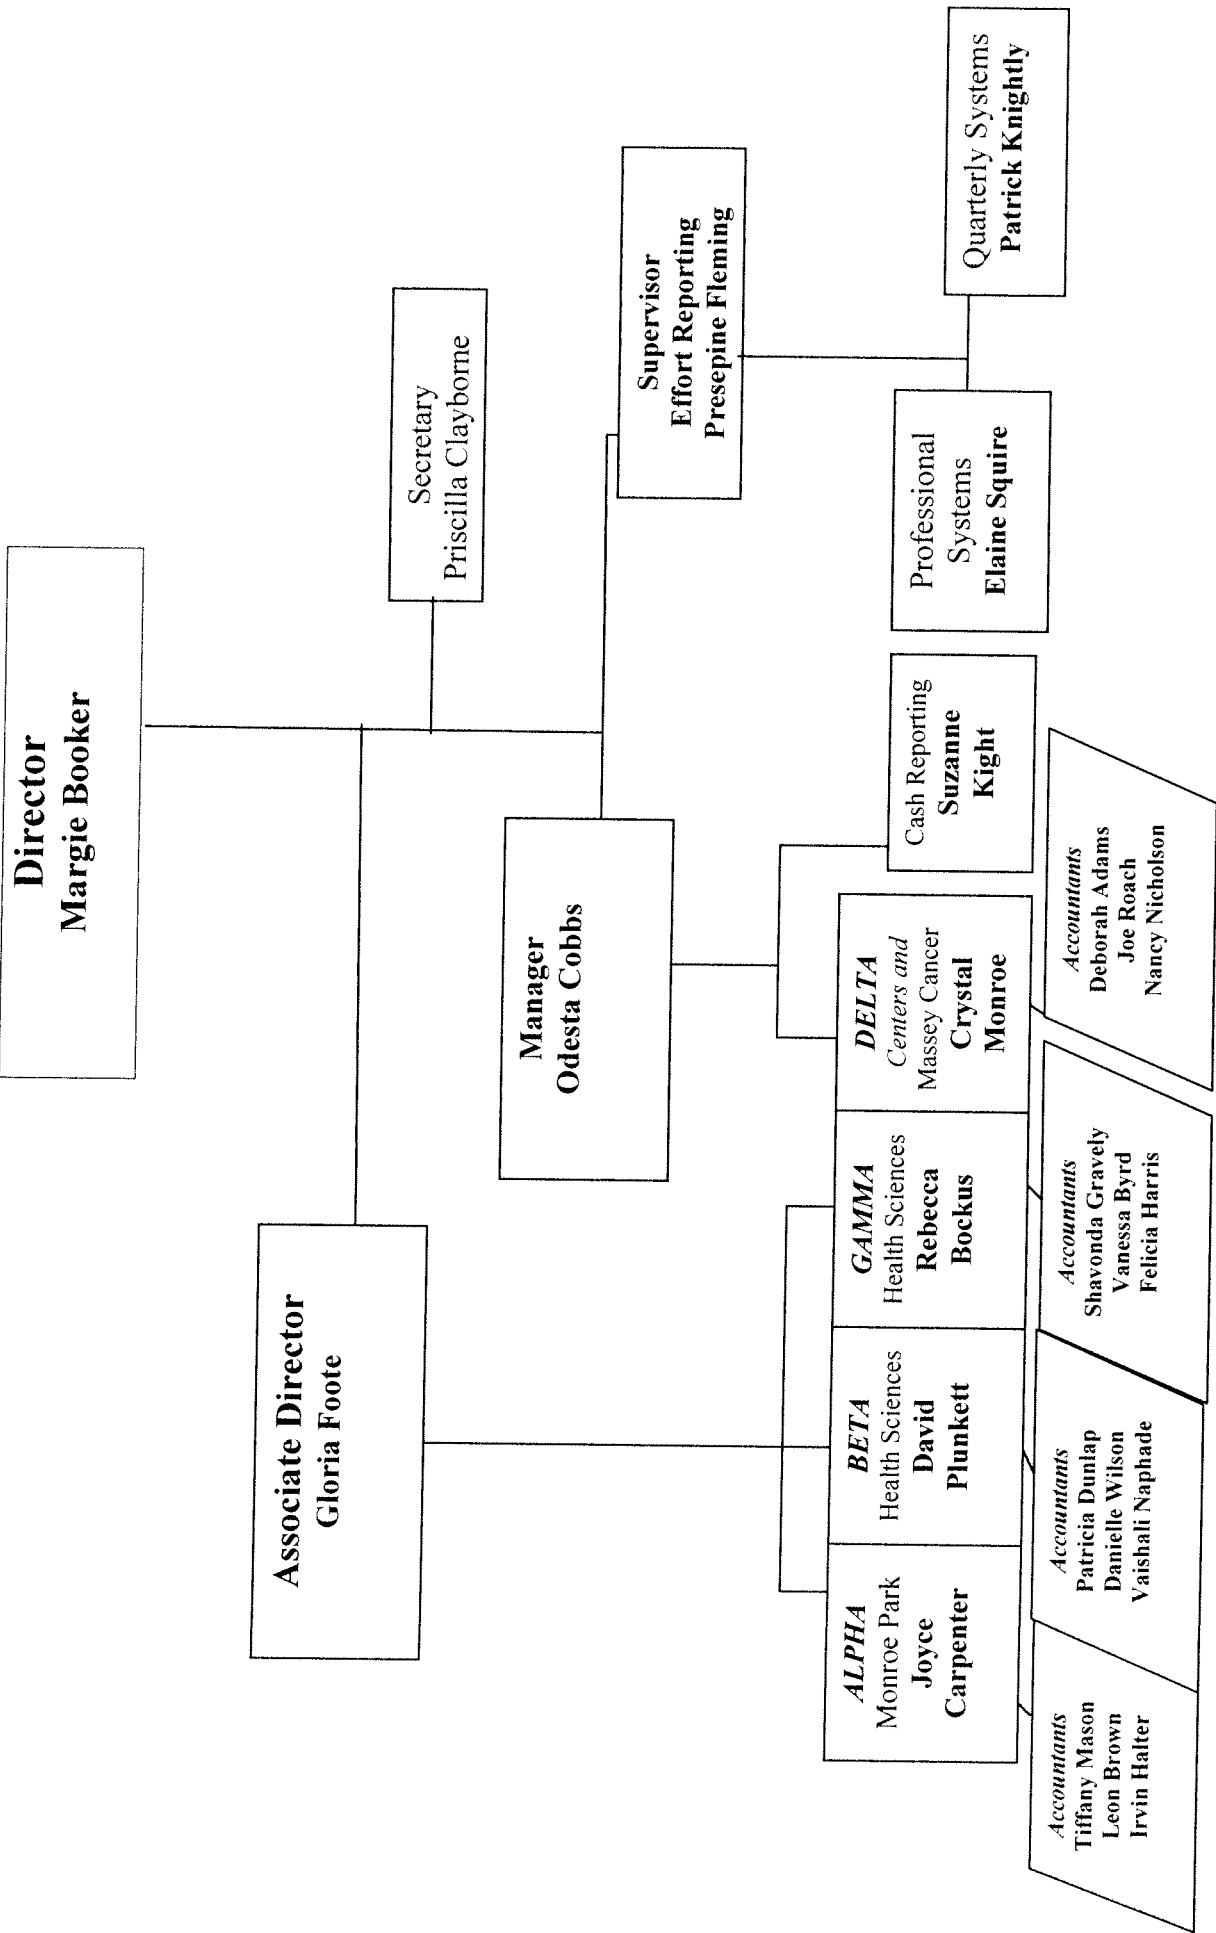 Director
Margie Booker
Secretary
Priscilla Clayborne
Associate Director
Gloria Foote
Manager
Odesta Cobbs
Supervisor
Effort Reporting
Presepine Fleming
ALPHA
Monroe Park
Joyce
Carpenter
BETA
Health Sciences
David
Plunkett
GAMMA
Health Sciences
Rebecca
Bockus
DELTA
Centers and
Massey Cancer
Crystal
Monroe
Cash Reporting
Suzanne
Kight
Professional
Systems
Elaine Squire
Quarterly Systems
Patrick Knightly
Accountants
Tiffany Mason
Leon Brown
Irvin Halter
Accountants
Patricia Dunlap
Danielle Wilson
Vaishali Naphade
Accountants
Shavonda Gravely
Vanessa Byrd
Felicia Harris
Accountants
Deborah Adams
Joe Roach
Nancy Nicholson